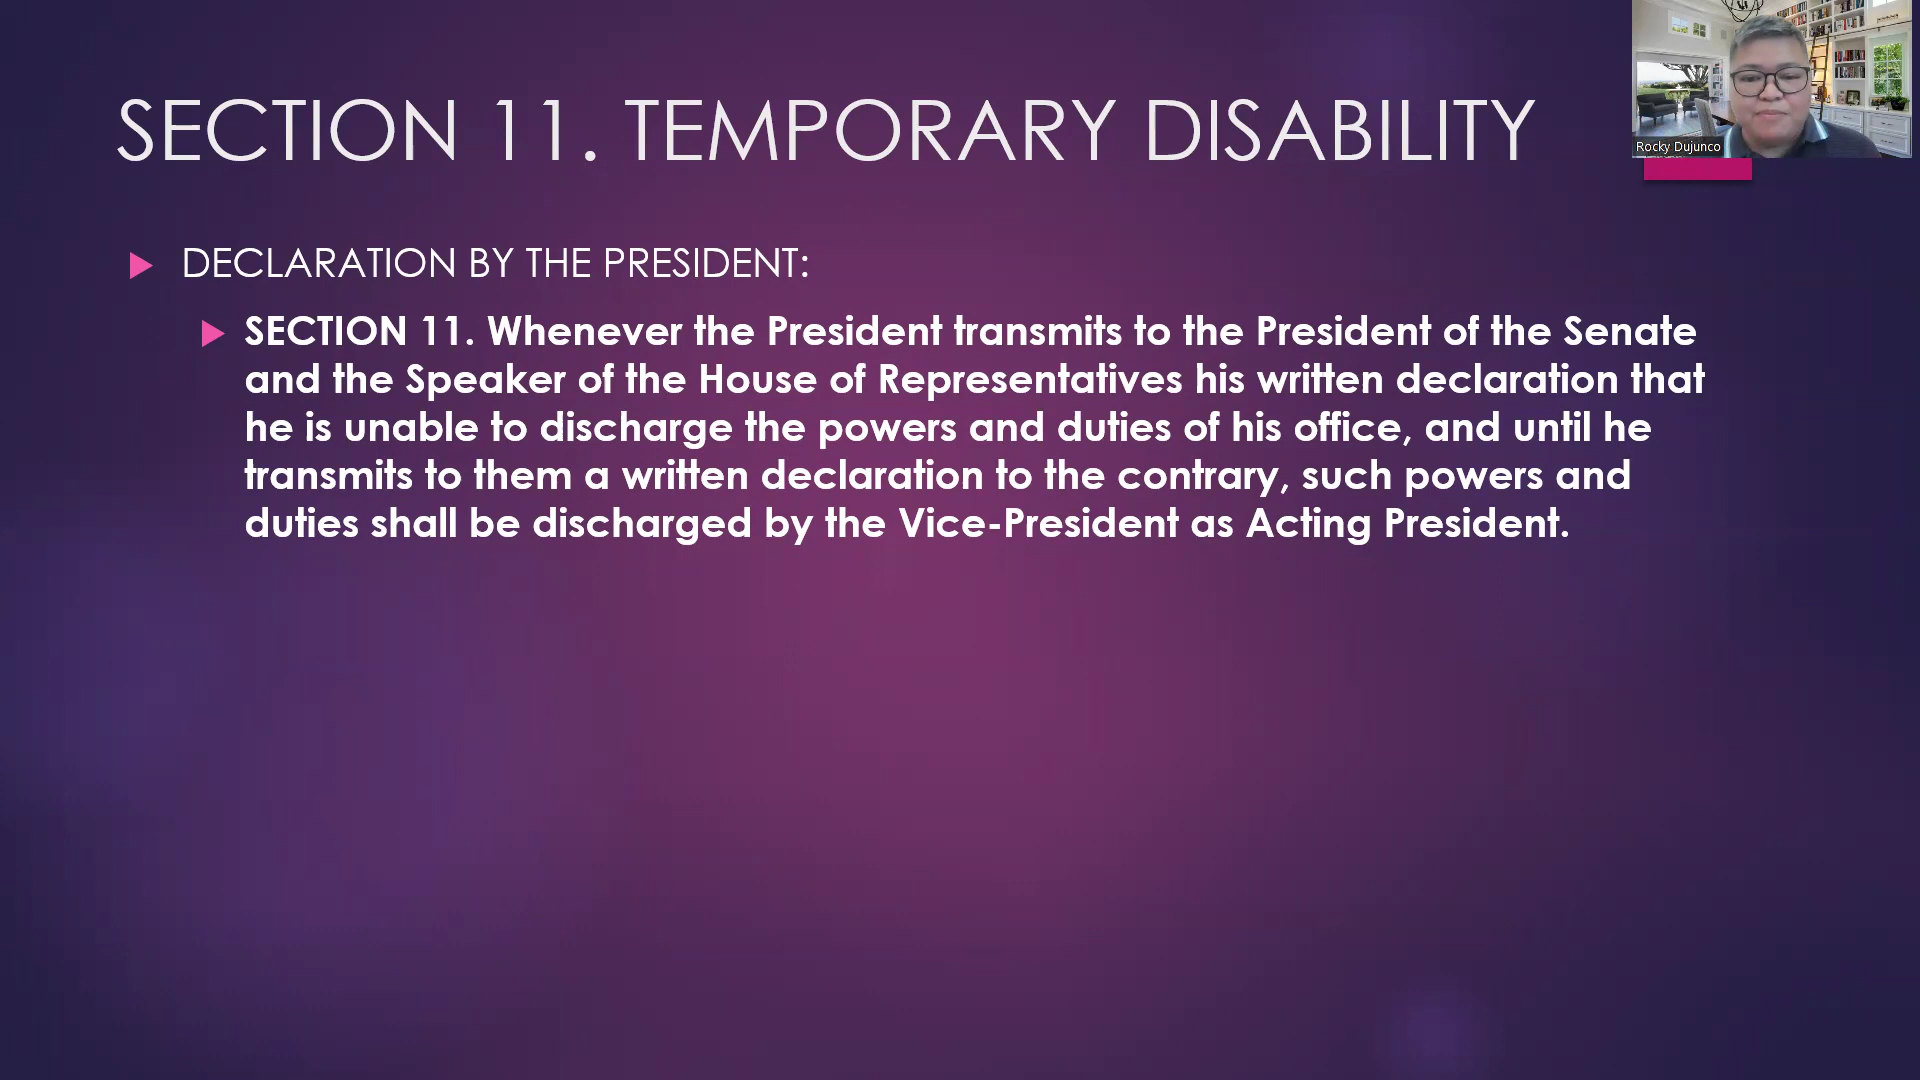 SECTION 11. TEMPORARY DISABILITY
Rocky Dujunco
DECLARATION BY THE PRESIDENT:
SECTION 11. Whenever the President transmits to the President of the Senate
and the Speaker of the House of Representatives his written declaration that
he is unable to discharge the powers and duties of his office, and until he
transmits to them a written declaration to the contrary, such powers and
duties shall be discharged by the Vice-President as Acting President.